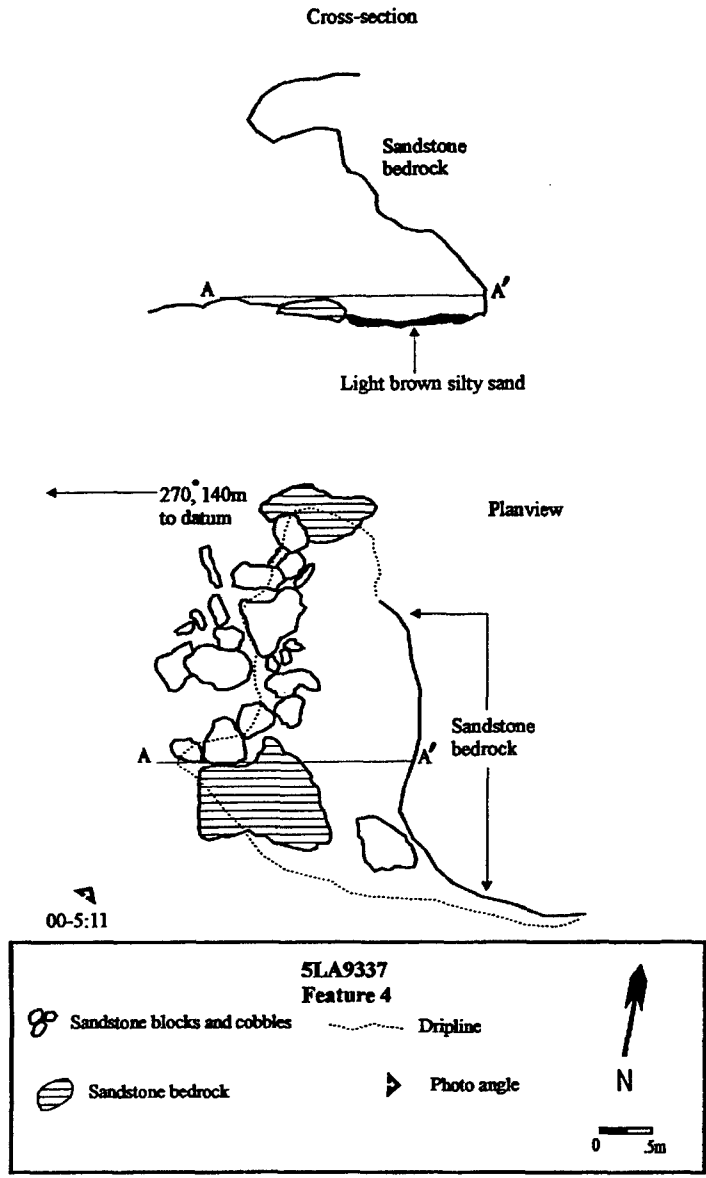 Cross-section
Sandstone
bedrock
A
A′
Light brown silty sand
270,° 140m
to datum
Planview
Sandstone
bedrock
A
A′
00-5:11
5LA9337
Feature 4
Sandstone blocks and cobbles
Dripline
Sandstone bedrock
Photo angle
N
0 .5m